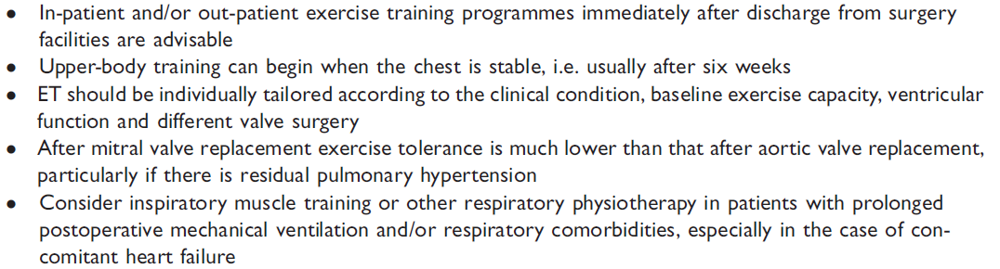 • In-patient and/or out-patient exercise training programmes immediately after discharge from surgery
facilities are advisable
• Upper-body training can begin when the chest is stable, i.e. usually after six weeks
• ET should be individually tailored according to the clinical condition, baseline exercise capacity, ventricular
function and different valve surgery
• After mitral valve replacement exercise tolerance is much lower than that after aortic valve replacement,
particularly if there is residual pulmonary hypertension
• Consider inspiratory muscle training or other respiratory physiotherapy in patients with prolonged
postoperative mechanical ventilation and/or respiratory comorbidities, especially in the case of con-
comitant heart failure